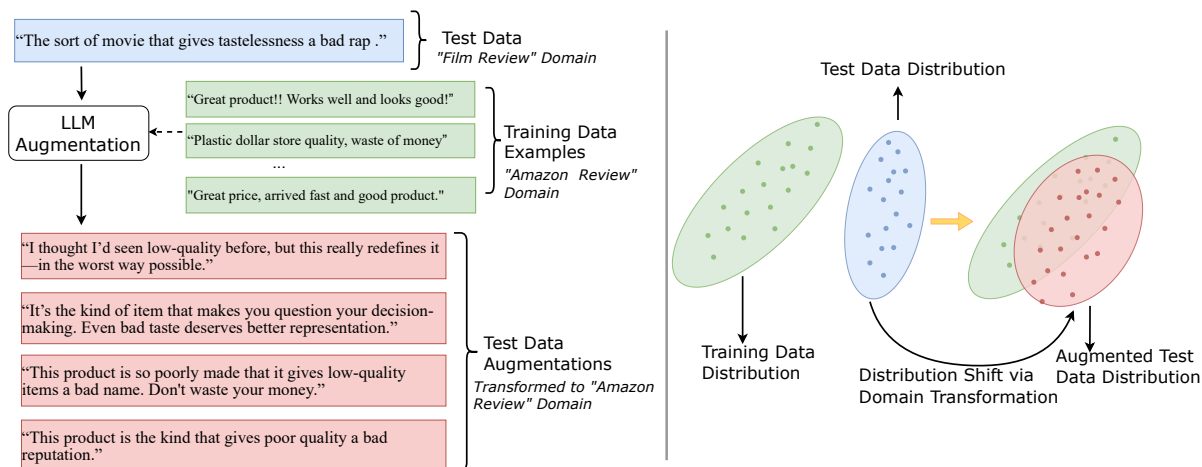 “The sort of movie that gives tastelessness a bad rap .”
Test Data
"Film Review" Domain
LLM
Augmentation
“Great product!! Works well and looks good!"
“Plastic dollar store quality, waste of money"
...
"Great price, arrived fast and good product."
Training Data
Examples
"Amazon Review"
Domain
“I thought I’d seen low-quality before, but this really redefines it
—in the worst way possible.”
“It’s the kind of item that makes you question your decision-
making. Even bad taste deserves better representation.”
“This product is so poorly made that it gives low-quality
items a bad name. Don't waste your money.”
“This product is the kind that gives poor quality a bad
reputation.”
Test Data
Augmentations
Transformed to "Amazon
Review" Domain
Test Data Distribution
Training Data
Distribution
Distribution Shift via
Domain Transformation
Augmented Test
Data Distribution